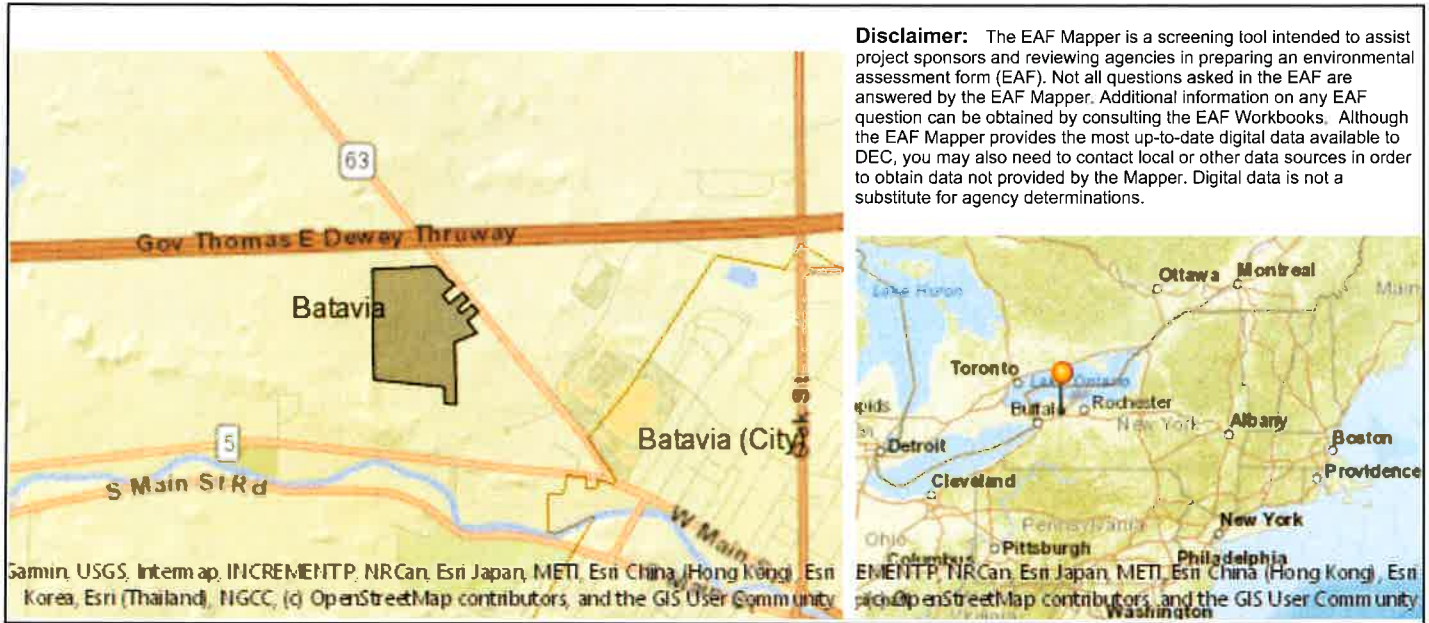 Disclaimer: The EAF Mapper is a screening tool intended to assist
project sponsors and reviewing agencies in preparing an environmental
assessment form (EAF). Not all questions asked in the EAF are
answered by the EAF Mapper. Additional information on any EAF
question can be obtained by consulting the EAF Workbooks. Although
the EAF Mapper provides the most up-to-date digital data available to
DEC, you may also need to contact local or other data sources in order
to obtain data not provided by the Mapper. Digital data is not a
substitute for agency determinations.
63
Gov Thomas E Dewey Thruway
Batavia
Oak St
Batavia (City)
5
S Main St Rd
W Main
Garmin, USGS, Intermap, INCREMENT P, NRCan, Esri Japan, METI, Esri China (Hong Kong), Esri
Korea, Esri (Thailand), NGCC, (c) OpenStreetMap contributors, and the GIS User Community
Ottawa
Montreal
Lake Huron
Toronto
Lake Ontario
Buffalo
Rochester
New York
Albany
Detroit
Boston
Providence
Cleveland
New York
Pennsylvania
Ohio
Pittsburgh
Philadelphia
Columbus
EMENT P, NRCan, Esri Japan, METI, Esri China (Hong Kong), Esri
(c) OpenStreetMap contributors, and the GIS User Community
Washington